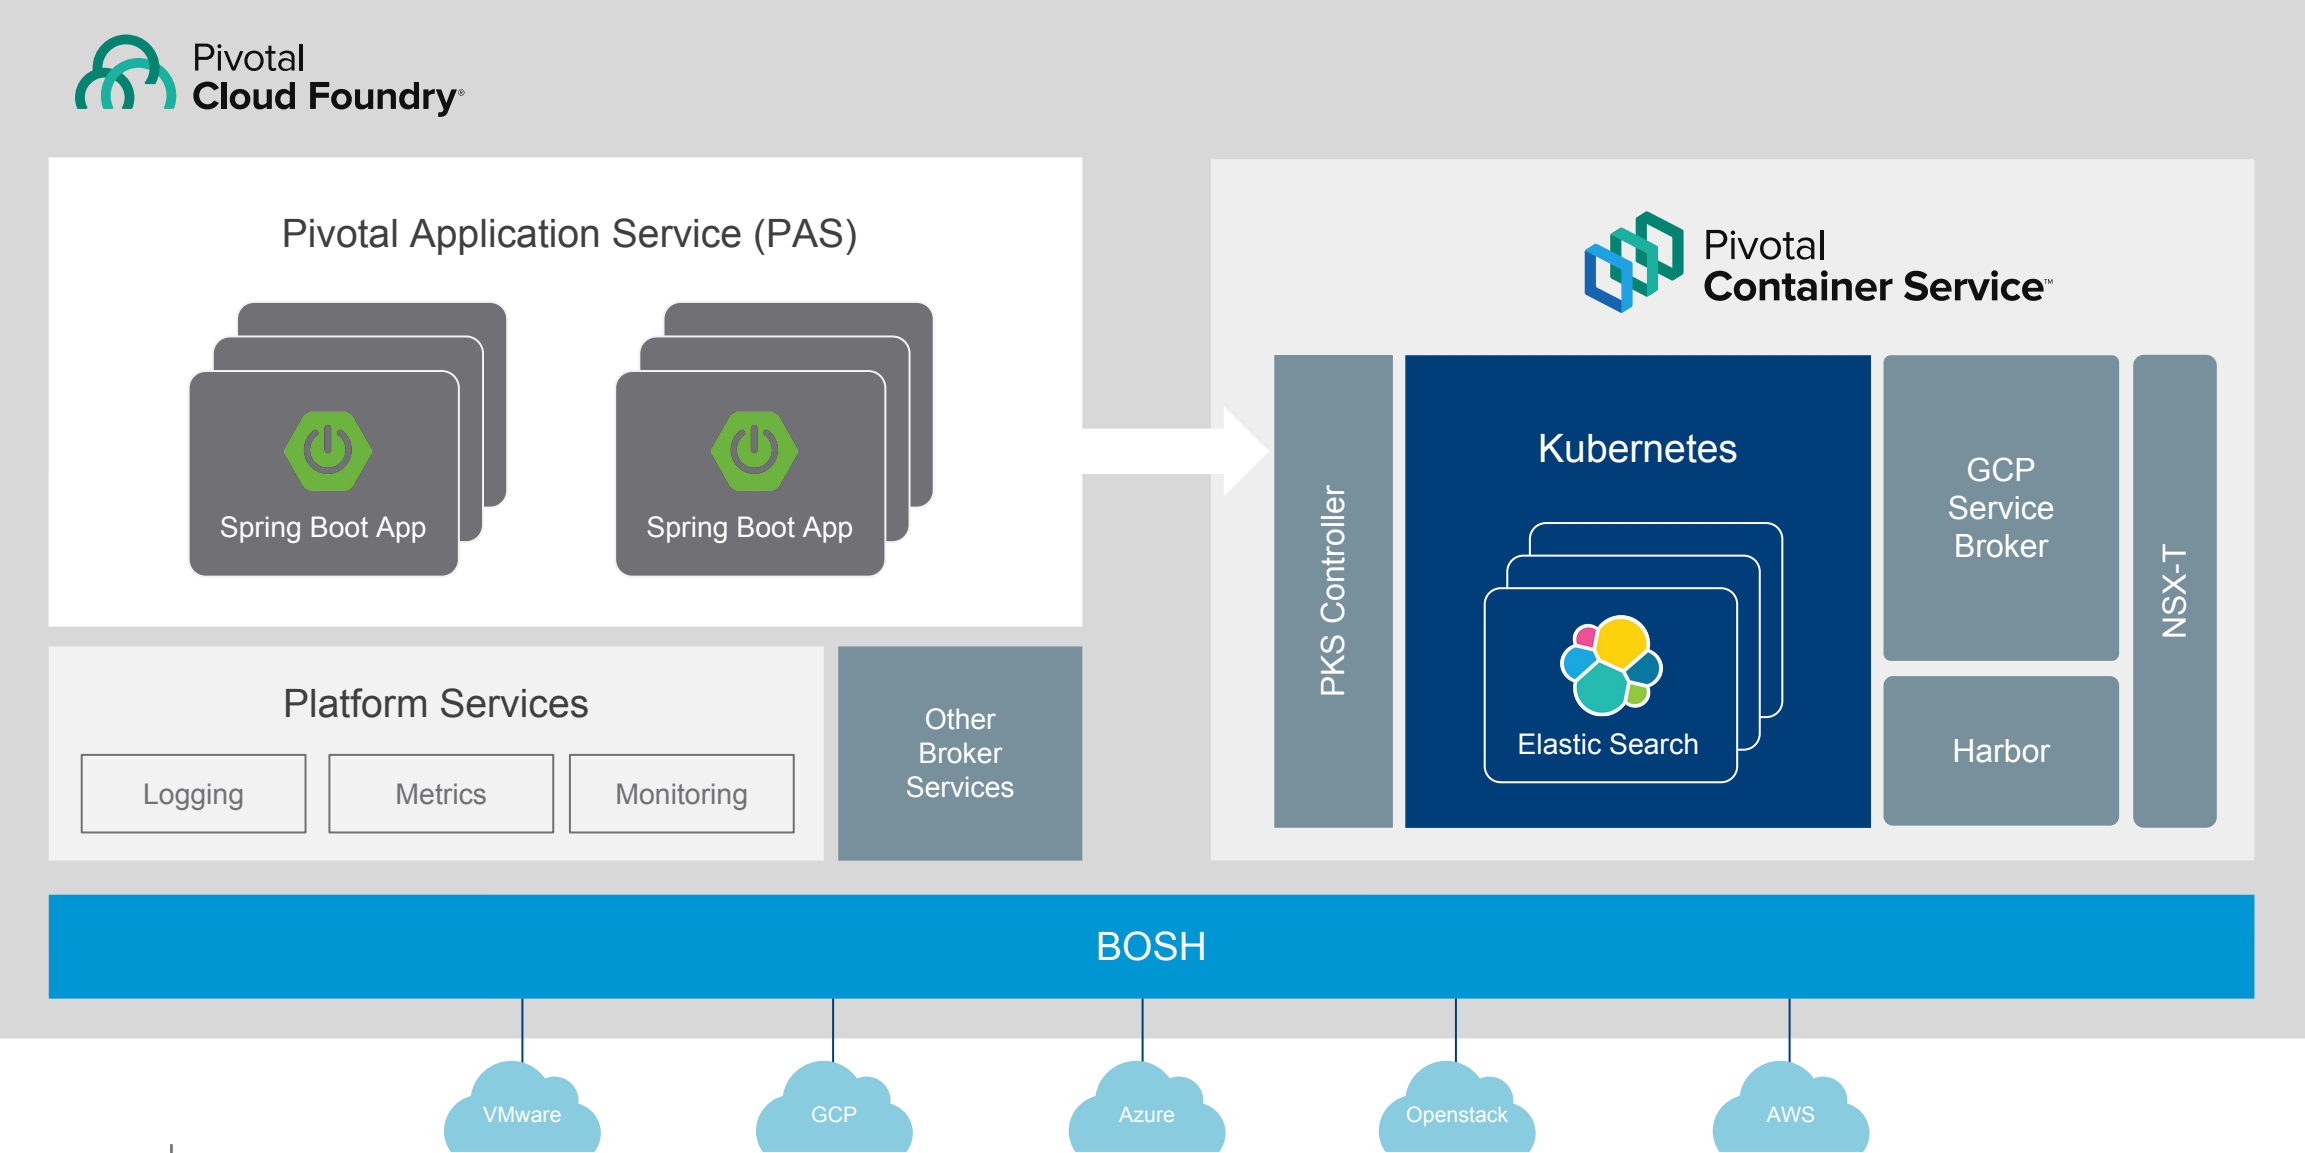 Pivotal
Cloud Foundry®
Pivotal Application Service (PAS)
Spring Boot App
Spring Boot App
Platform Services
Logging
Metrics
Monitoring
Other
Broker
Services
Pivotal
Container Service™
PKS Controller
Kubernetes
Elastic Search
GCP
Service
Broker
Harbor
NSX-T
BOSH
VMware
GCP
Azure
Openstack
AWS